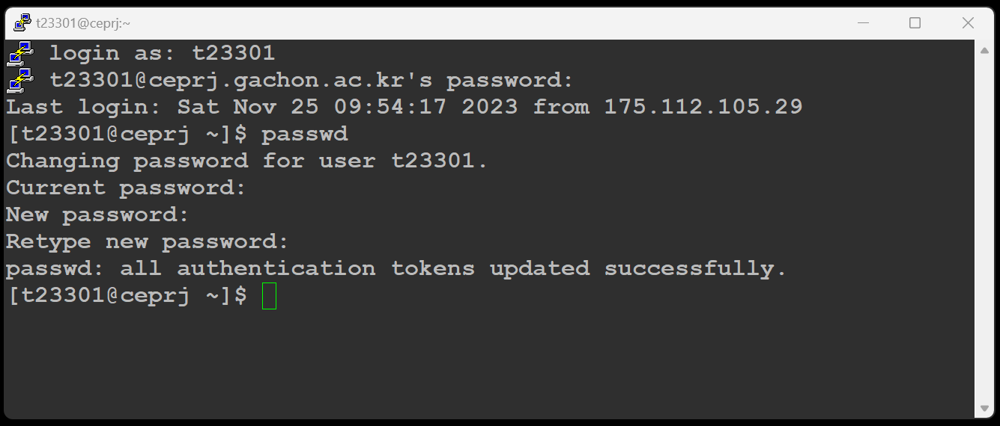 t23301@ceprj:~
login as: t23301
t23301@ceprj.gachon.ac.kr's password:
Last login: Sat Nov 25 09:54:17 2023 from 175.112.105.29
[t23301@ceprj ~]$ passwd
Changing password for user t23301.
Current password:
New password:
Retype new password:
passwd: all authentication tokens updated successfully.
[t23301@ceprj ~]$